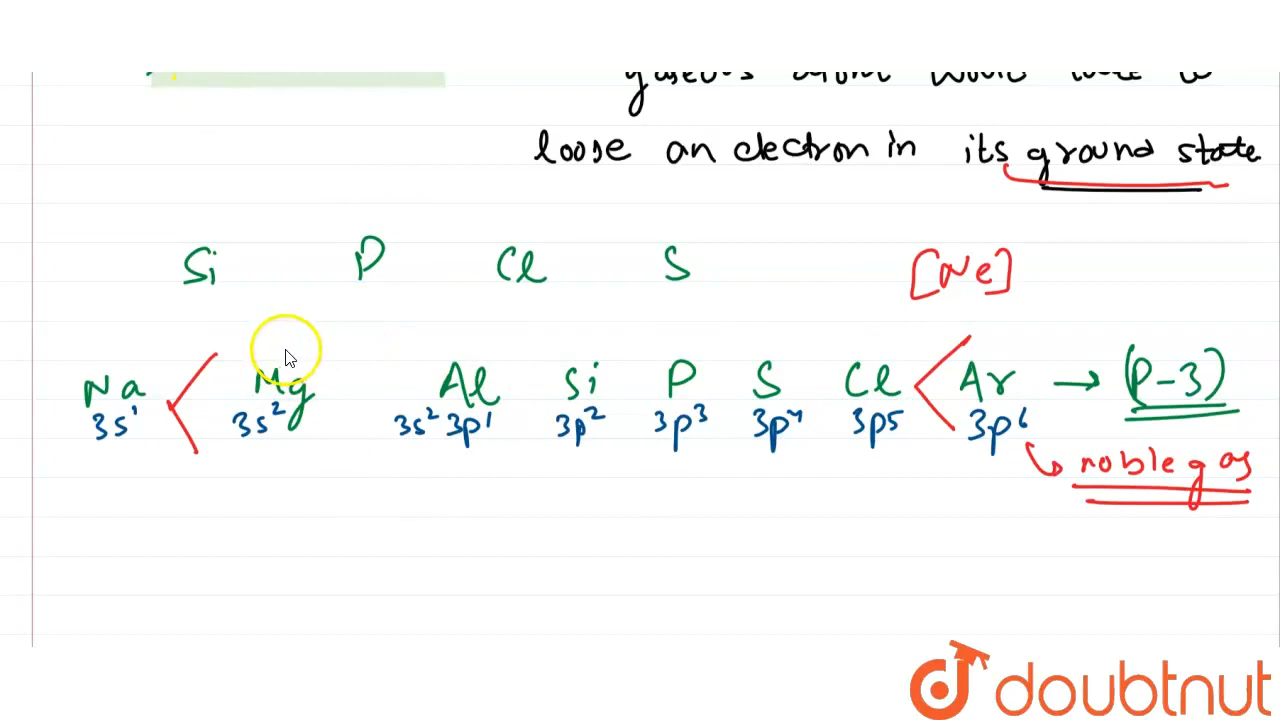 loose an electron in its ground state
Si P Cl S [Ne]
Na < Mg Al Si P S Cl < Ar → (P-3)
3s¹ 3s² 3s² 3p¹ 3p² 3p³ 3p⁴ 3p5 3p⁶
noble gas
doubtnut